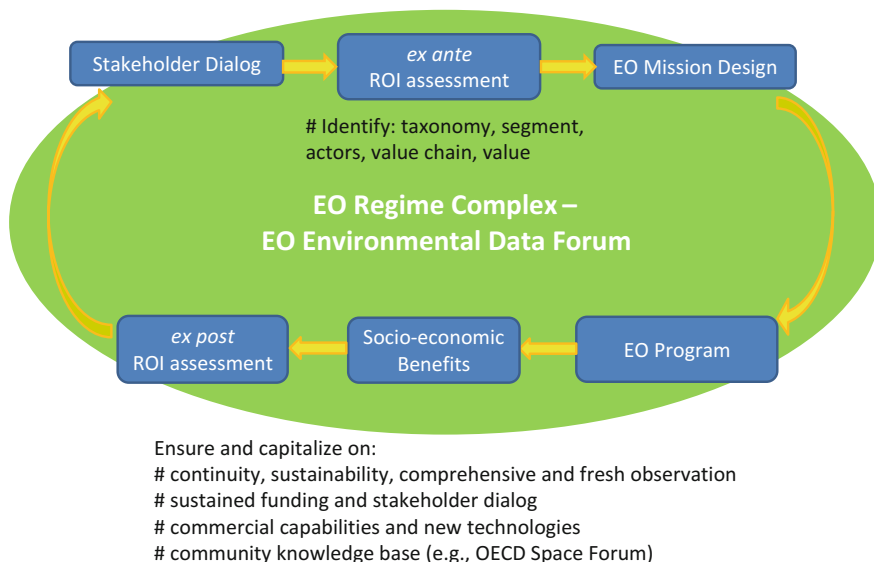 Stakeholder Dialog
ex ante
ROI assessment
EO Mission Design
# Identify: taxonomy, segment,
actors, value chain, value
EO Regime Complex –
EO Environmental Data Forum
ex post
ROI assessment
Socio-economic
Benefits
EO Program
Ensure and capitalize on:
# continuity, sustainability, comprehensive and fresh observation
# sustained funding and stakeholder dialog
# commercial capabilities and new technologies
# community knowledge base (e.g., OECD Space Forum)